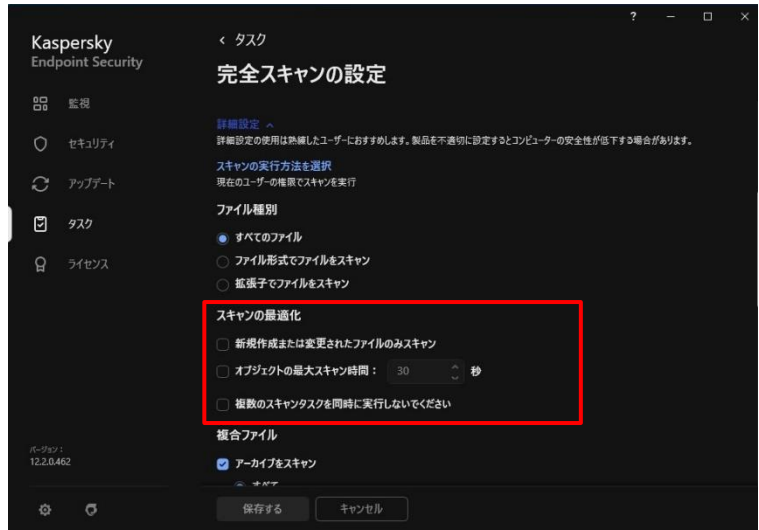 ?
Kaspersky
Endpoint Security
監視
セキュリティ
アップデート
タスク
ライセンス
バージョン：
12.2.0.462
タスク
完全スキャンの設定
詳細設定
詳細設定の使用は熟練したユーザーにおすすめします。製品を不適切に設定するとコンピューターの安全性が低下する場合があります。
スキャンの実行方法を選択
現在のユーザーの権限でスキャンを実行
ファイル種別
すべてのファイル
ファイル形式でファイルをスキャン
拡張子でファイルをスキャン
スキャンの最適化
新規作成または変更されたファイルのみスキャン
オブジェクトの最大スキャン時間： 30 秒
複数のスキャンタスクを同時に実行しないでください
複合ファイル
アーカイブをスキャン
すべて
保存する
キャンセル